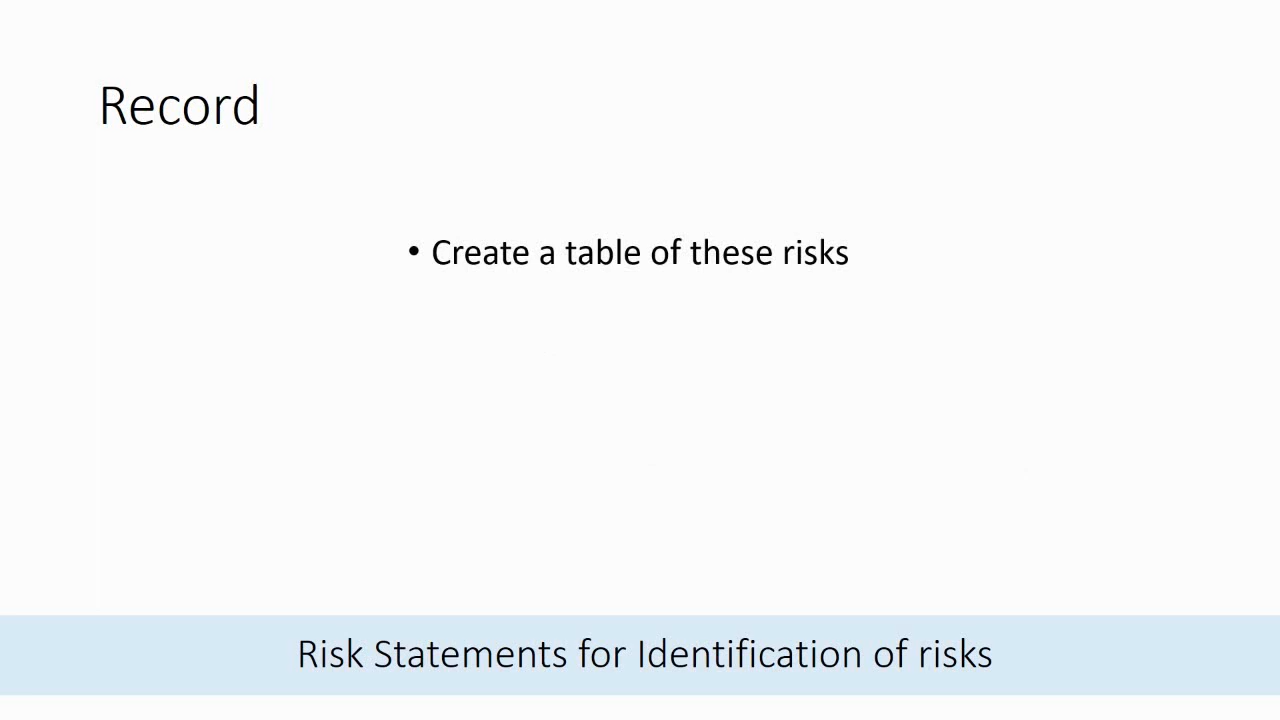 Record
• Create a table of these risks
Risk Statements for Identification of risks